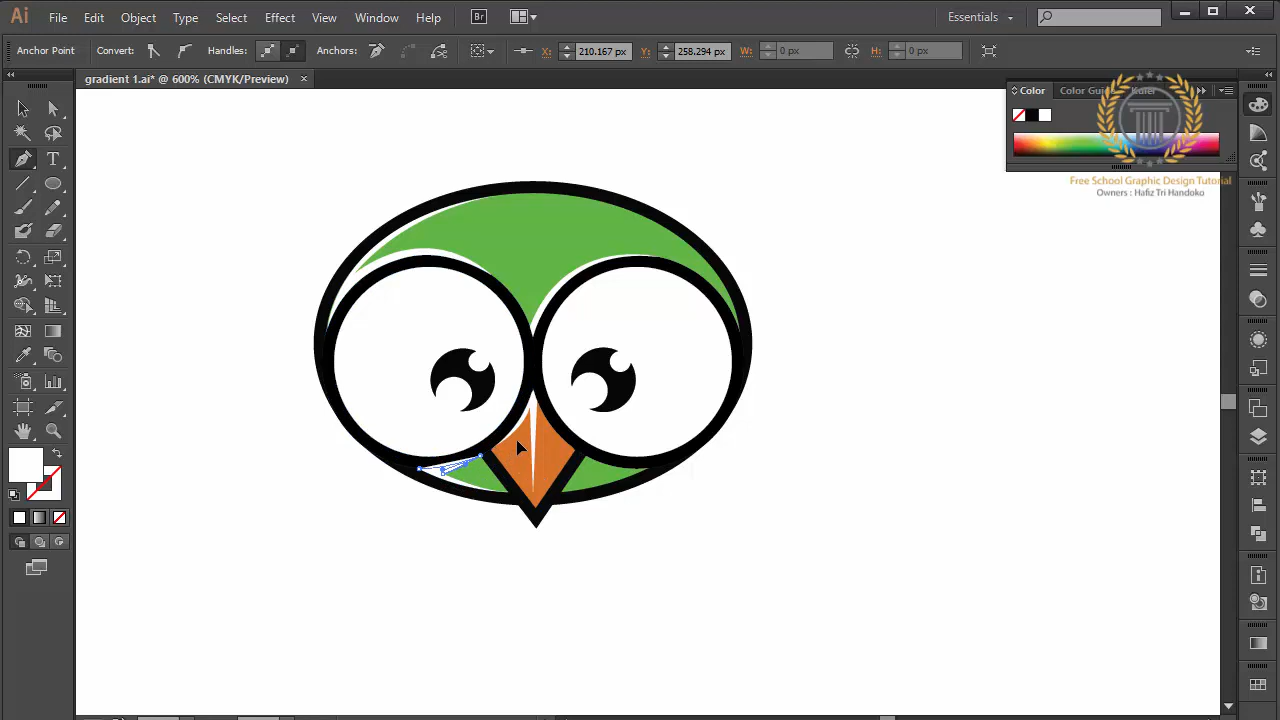 Ai File Edit Object Type Select Effect View Window Help Br Essentials
Anchor Point Convert: Handles: Anchors: X: 210.167 px Y: 258.294 px W: 0 px H: 0 px
gradient 1.ai* @ 600% (CMYK/Preview) ×
Color Color Guide Kuler
Free School Graphic Design Tutorial
Owners : Hafiz Tri Handoko